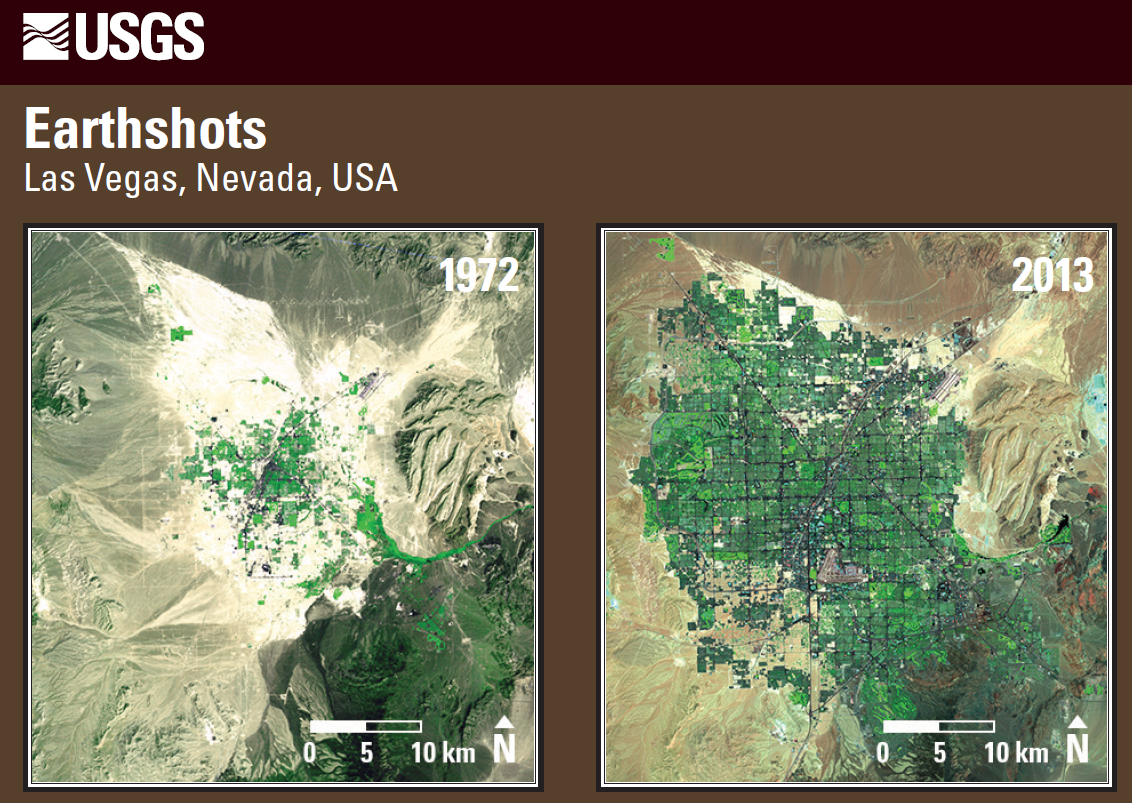 USGS
Earthshots
Las Vegas, Nevada, USA
1972
0 5 10 km N
2013
0 5 10 km N